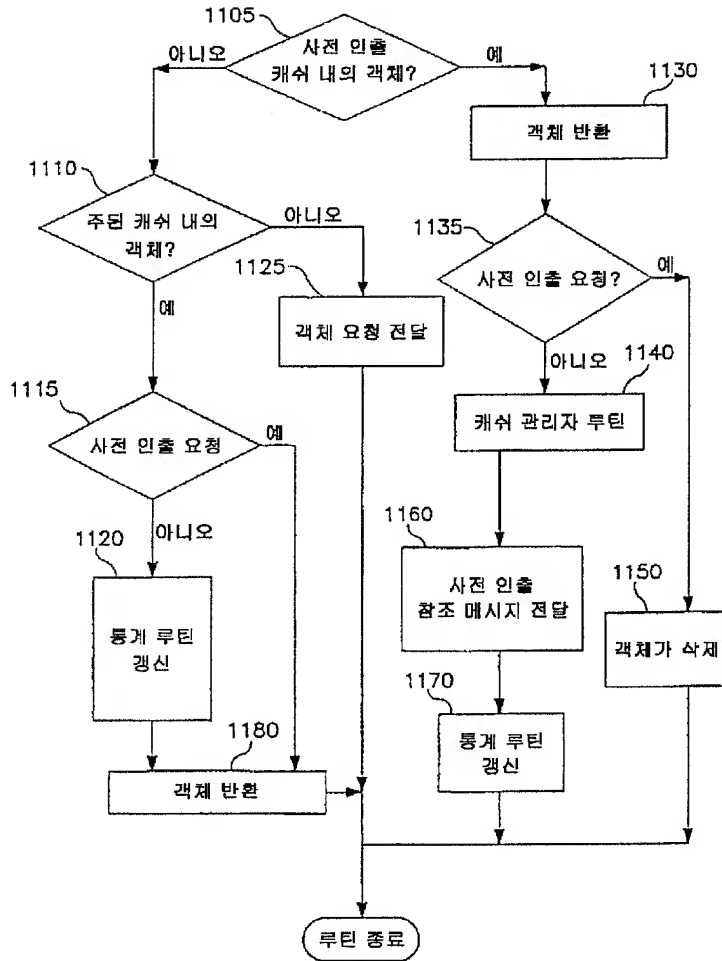 1105
사전 인출
캐쉬 내의 객체?
아니오
예
1130
객체 반환
1110
주된 캐쉬 내의
객체?
아니오
예
1135
사전 인출 요청?
예
아니오
1125
객체 요청 전달
1140
캐쉬 관리자 루틴
1115
사전 인출 요청
예
아니오
1160
사전 인출
참조 메시지 전달
1120
통계 루틴
갱신
1150
객체가 삭제
1170
통계 루틴
갱신
1180
객체 반환
루틴 종료